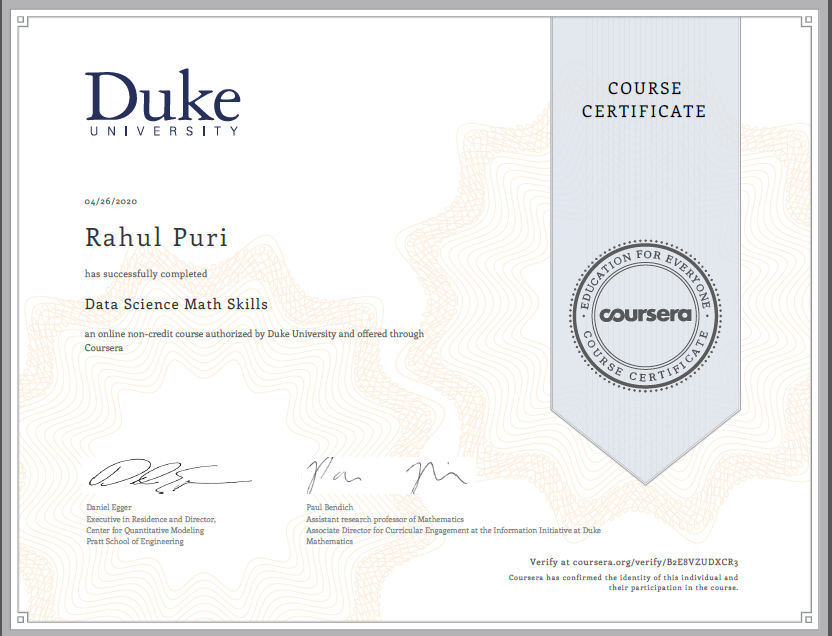 Duke
UNIVERSITY
COURSE
CERTIFICATE
04/26/2020
Rahul Puri
has successfully completed
Data Science Math Skills
an online non-credit course authorized by Duke University and offered through
Coursera
EDUCATION FOR EVERYONE
coursera
COURSE CERTIFICATE
Daniel Egger
Executive in Residence and Director,
Center for Quantitative Modeling
Pratt School of Engineering
Paul Bendich
Assistant research professor of Mathematics
Associate Director for Curricular Engagement at the Information Initiative at Duke
Mathematics
Verify at coursera.org/verify/B2E8VZUDXCR3
Coursera has confirmed the identity of this individual and
their participation in the course.